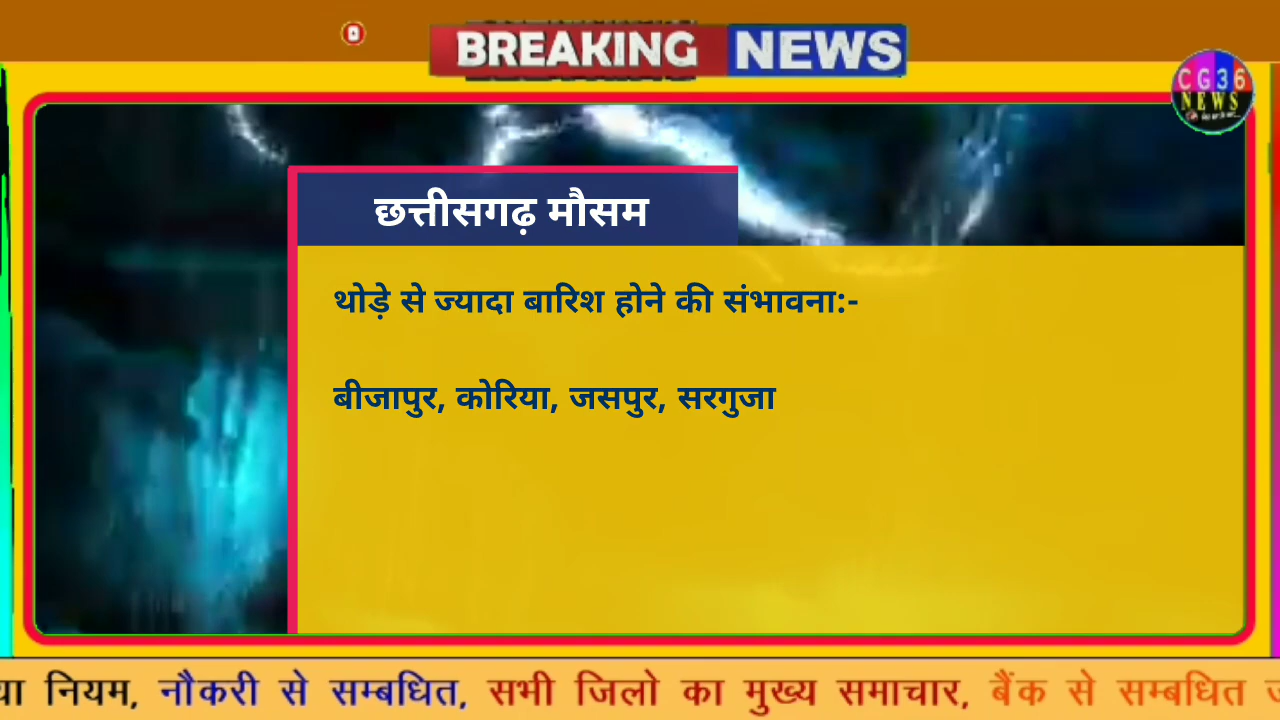 BREAKING NEWS
CG36
NEWS
छत्तीसगढ़ मौसम
थोड़े से ज्यादा बारिश होने की संभावना:-
बीजापुर, कोरिया, जसपुर, सरगुजा
नियम, नौकरी से सम्बधित, सभी जिलो का मुख्य समाचार, बैंक से सम्बधित